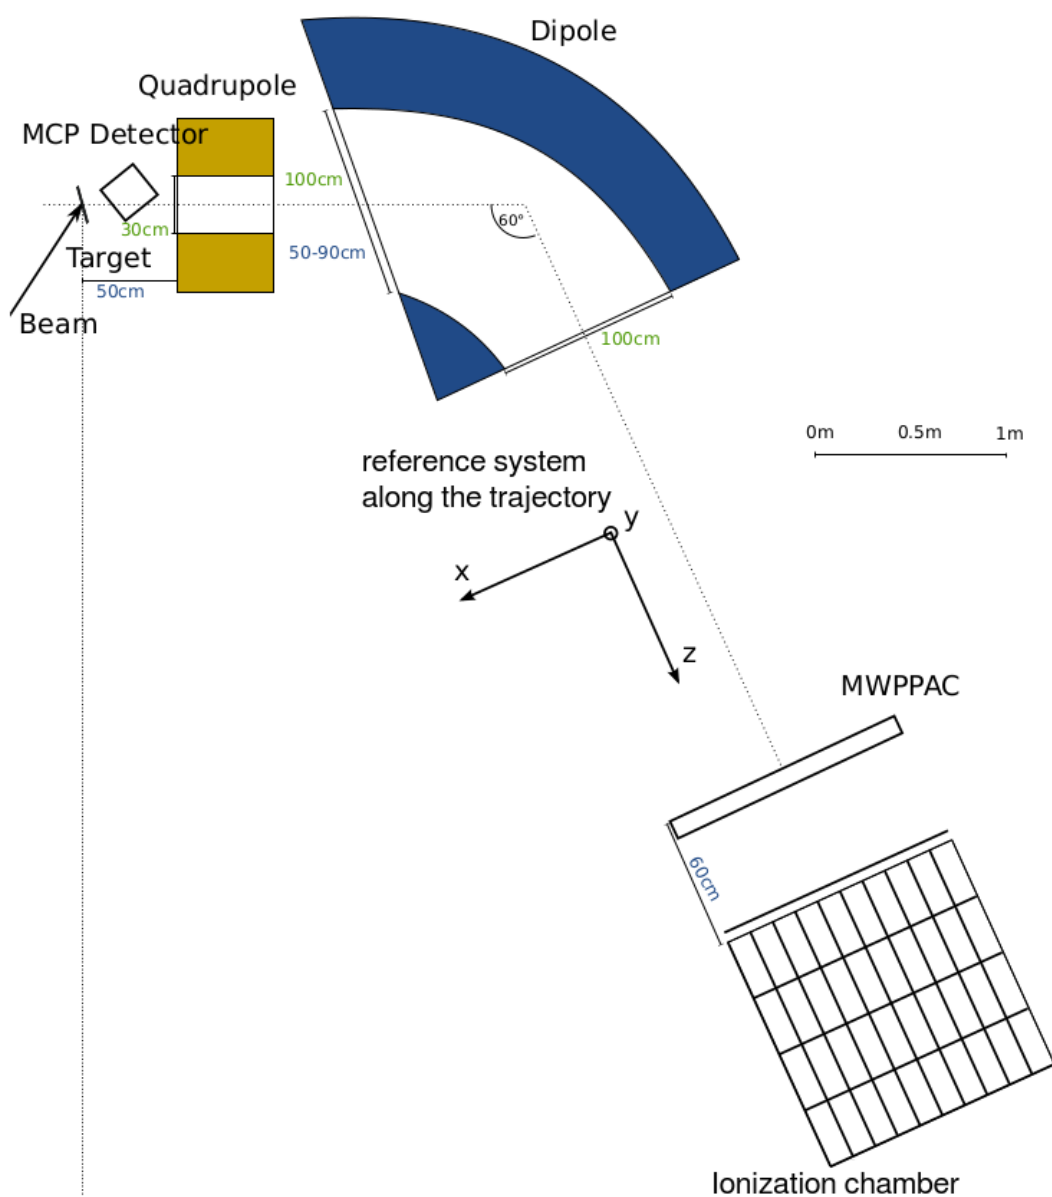 Dipole
Quadrupole
MCP Detector
100cm
30cm
60°
50-90cm
Target
50cm
Beam
100cm
0m 0.5m 1m
reference system
along the trajectory
y
x
z
MWPPAC
60cm
Ionization chamber